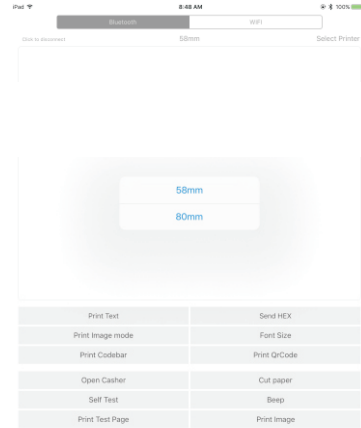 iPad 8:48 AM 100%
Bluetooth WIFI
Click to disconnect 58mm Select Printer
58mm
80mm
Print Text Send HEX
Print Image mode Font Size
Print Codebar Print QrCode
Open Casher Cut paper
Self Test Beep
Print Test Page Print Image